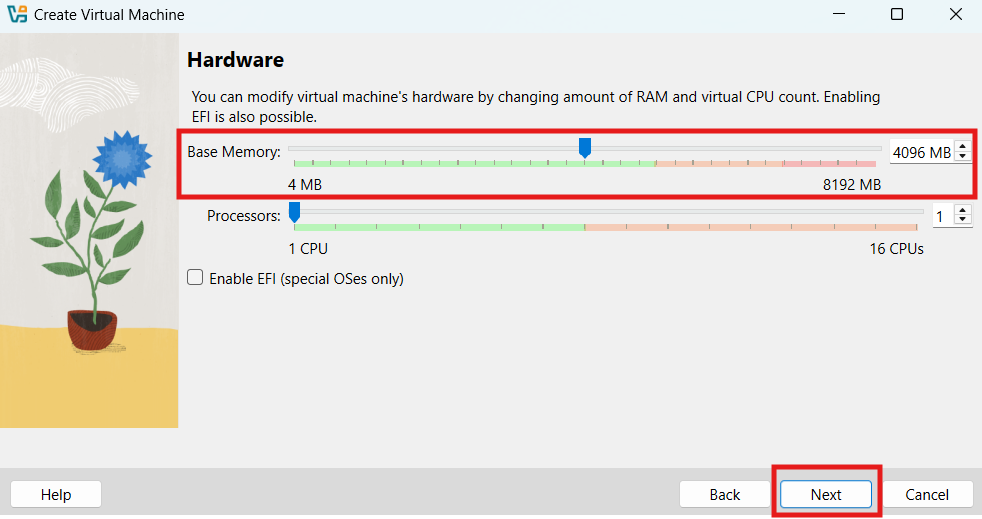 Create Virtual Machine
Hardware
You can modify virtual machine's hardware by changing amount of RAM and virtual CPU count. Enabling
EFI is also possible.
Base Memory: 4096 MB
4 MB 8192 MB
Processors: 1
1 CPU 16 CPUs
Enable EFI (special OSes only)
Help Back Next Cancel